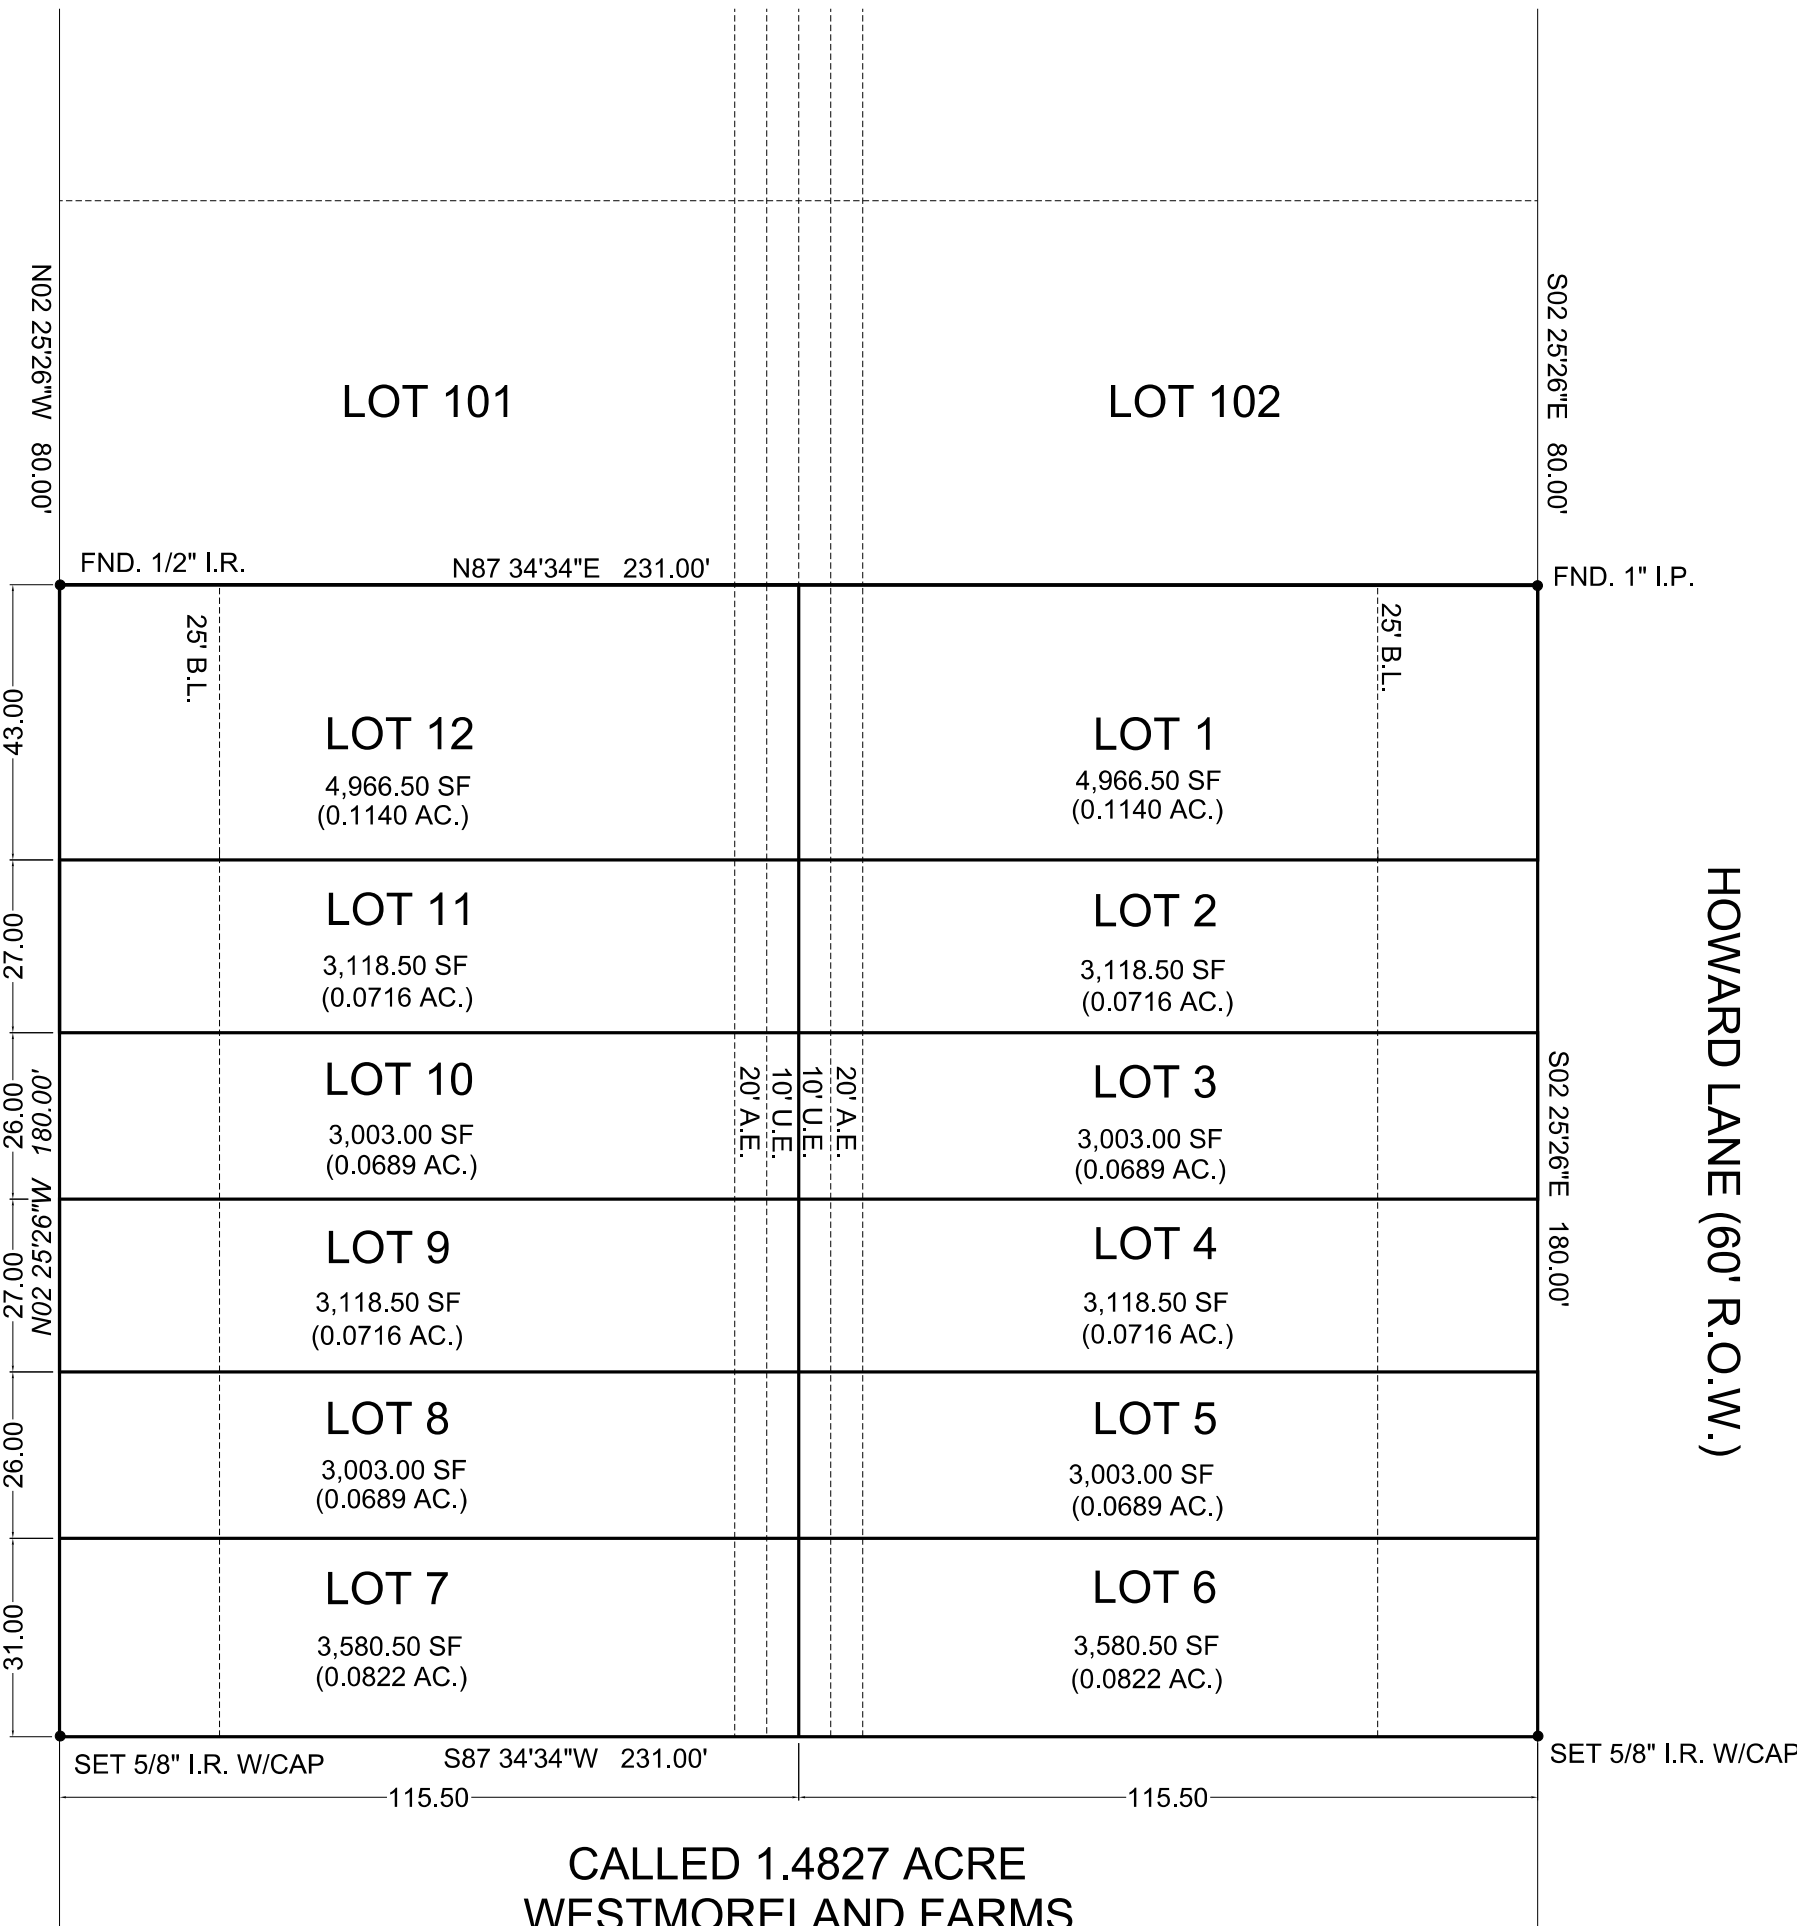 N02 25'26"W 80.00'
LOT 101
LOT 102
S02 25'26"E 80.00'
FND. 1/2" I.R.
N87 34'34"E 231.00'
FND. 1" I.P.
25' B.L.
25' B.L.
43.00
LOT 12
4,966.50 SF
(0.1140 AC.)
LOT 1
4,966.50 SF
(0.1140 AC.)
27.00
LOT 11
3,118.50 SF
(0.0716 AC.)
LOT 2
3,118.50 SF
(0.0716 AC.)
HOWARD LANE (60' R.O.W.)
26.00
N02 25'26"W 180.00'
LOT 10
3,003.00 SF
(0.0689 AC.)
20' A.E.
10' U.E.
10' U.E.
20' A.E.
LOT 3
3,003.00 SF
(0.0689 AC.)
S02 25'26"E 180.00'
27.00
LOT 9
3,118.50 SF
(0.0716 AC.)
LOT 4
3,118.50 SF
(0.0716 AC.)
26.00
LOT 8
3,003.00 SF
(0.0689 AC.)
LOT 5
3,003.00 SF
(0.0689 AC.)
31.00
LOT 7
3,580.50 SF
(0.0822 AC.)
LOT 6
3,580.50 SF
(0.0822 AC.)
SET 5/8" I.R. W/CAP
S87 34'34"W 231.00'
SET 5/8" I.R. W/CAP
115.50
115.50
CALLED 1.4827 ACRE
WESTMORELAND FARMS